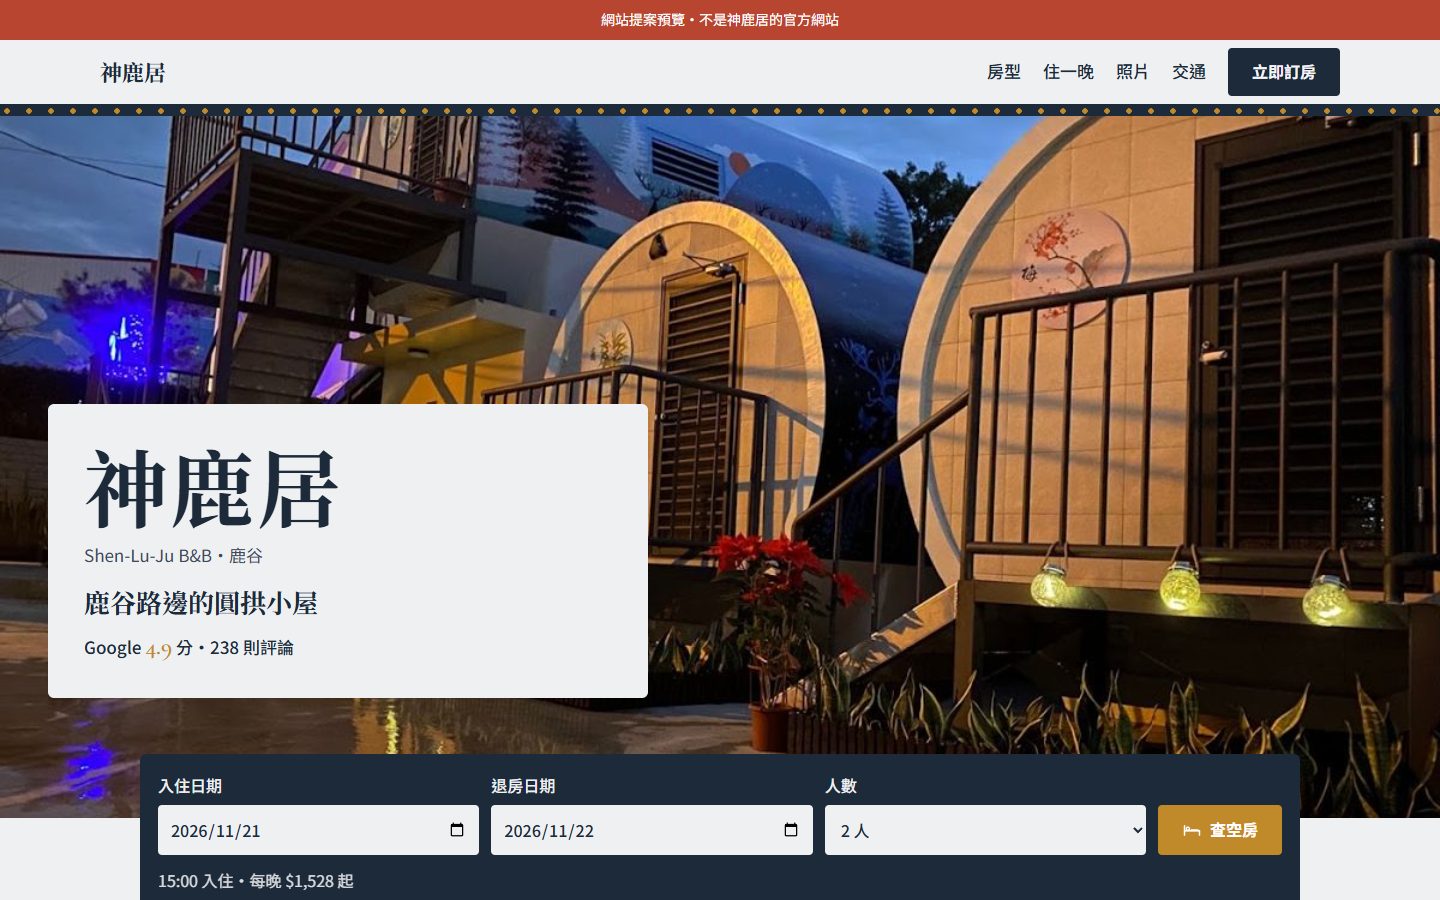 網站提案預覽・不是神鹿居的官方網站
神鹿居
房型 住一晚 照片 交通 立即訂房
梅
神鹿居
Shen-Lu-Ju B&B・鹿谷
鹿谷路邊的圓拱小屋
Google 4.9 分・238 則評論
入住日期 退房日期 人數
2026/11/21 2026/11/22 2 人 查空房
15:00 入住・每晚 $1,528 起